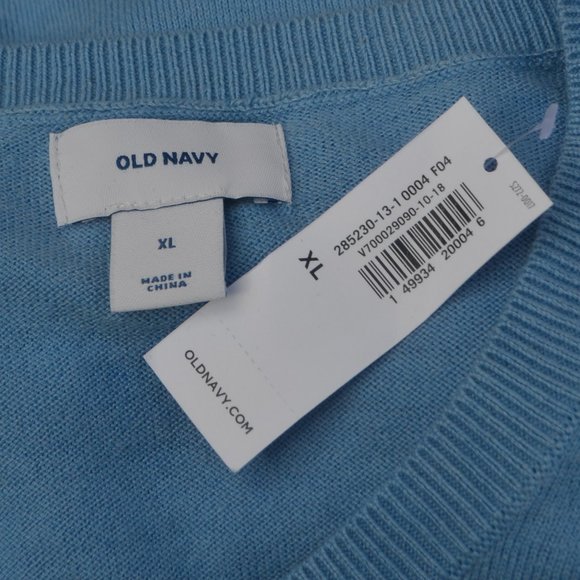 OLD NAVY
XL
MADE IN
CHINA
XL
285230-13-1 0004 F04
V700029090-10-18
1 49934 20004 6
OLDNAVY.COM